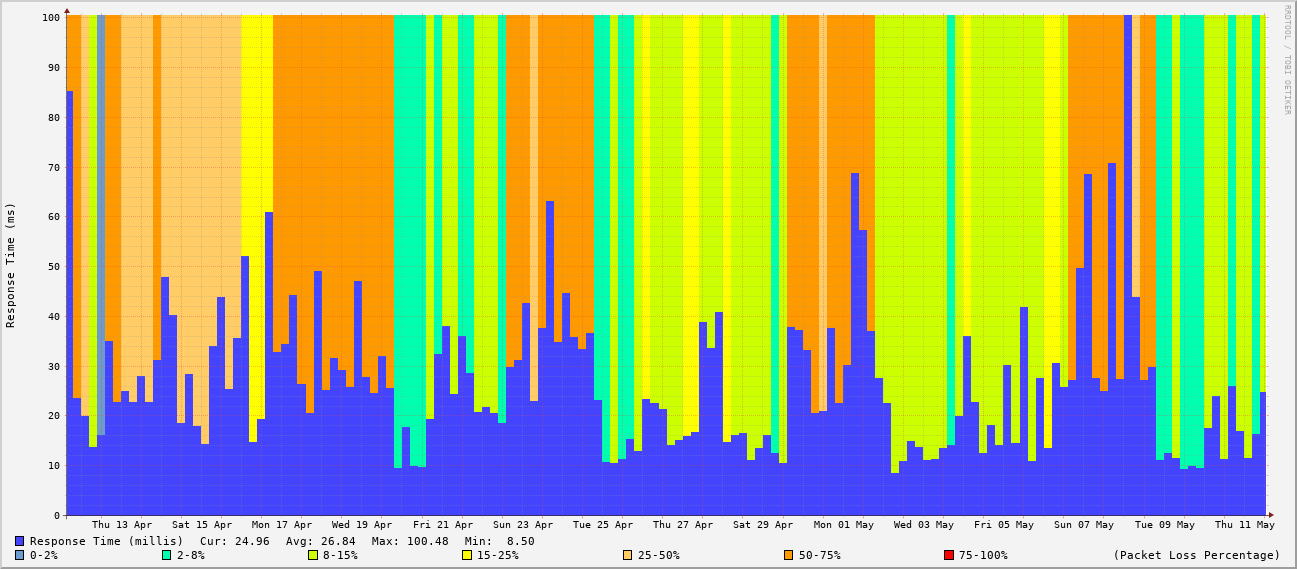 RRDTOOL / TOBI OETIKER
Response Time (ms)
100
90
80
70
60
50
40
30
20
10
0
Thu 13 Apr Sat 15 Apr Mon 17 Apr Wed 19 Apr Fri 21 Apr Sun 23 Apr Tue 25 Apr Thu 27 Apr Sat 29 Apr Mon 01 May Wed 03 May Fri 05 May Sun 07 May Tue 09 May Thu 11 May
Response Time (millis) Cur: 24.96 Avg: 26.84 Max: 100.48 Min: 8.50
0-2% 2-8% 8-15% 15-25% 25-50% 50-75% 75-100% (Packet Loss Percentage)